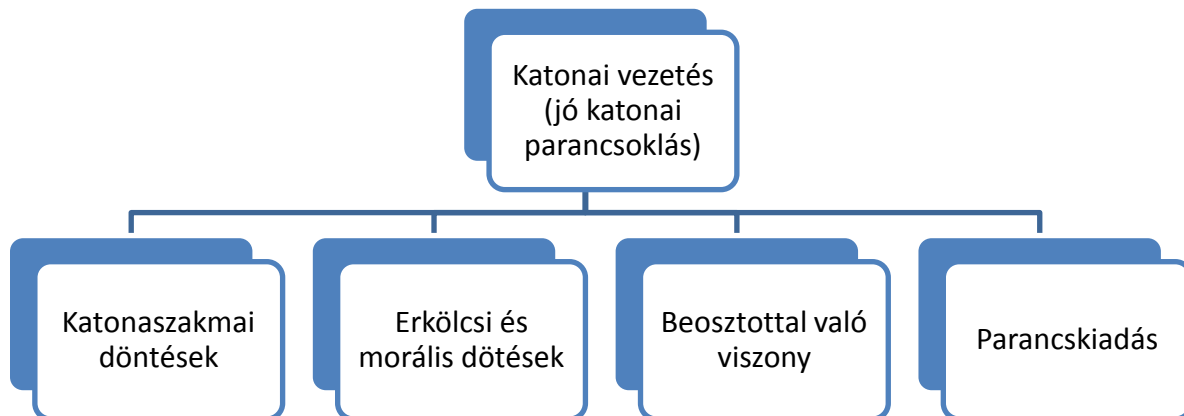 Katonai vezetés
(jó katonai
parancsoklás)
Katonaszakmai
döntések
Erkölcsi és
morális dötések
Beosztottal való
viszony
Parancskiadás